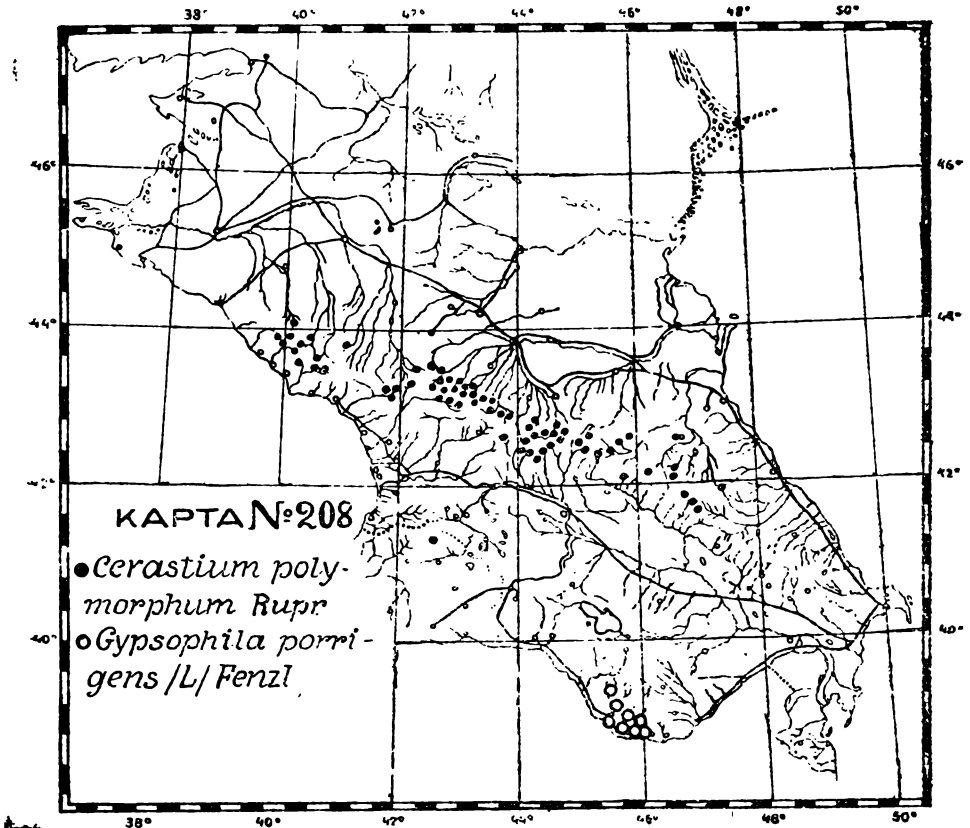 38° 40° 42° 44° 46° 48° 50°
46° 46°
44° 44°
42° 42°
КАРТА №208
Cerastium poly-
morphum Rupr.
40° 40°
Gypsophila porri-
gens /L/ Fenzl
38° 40° 42° 44° 46° 48° 50°